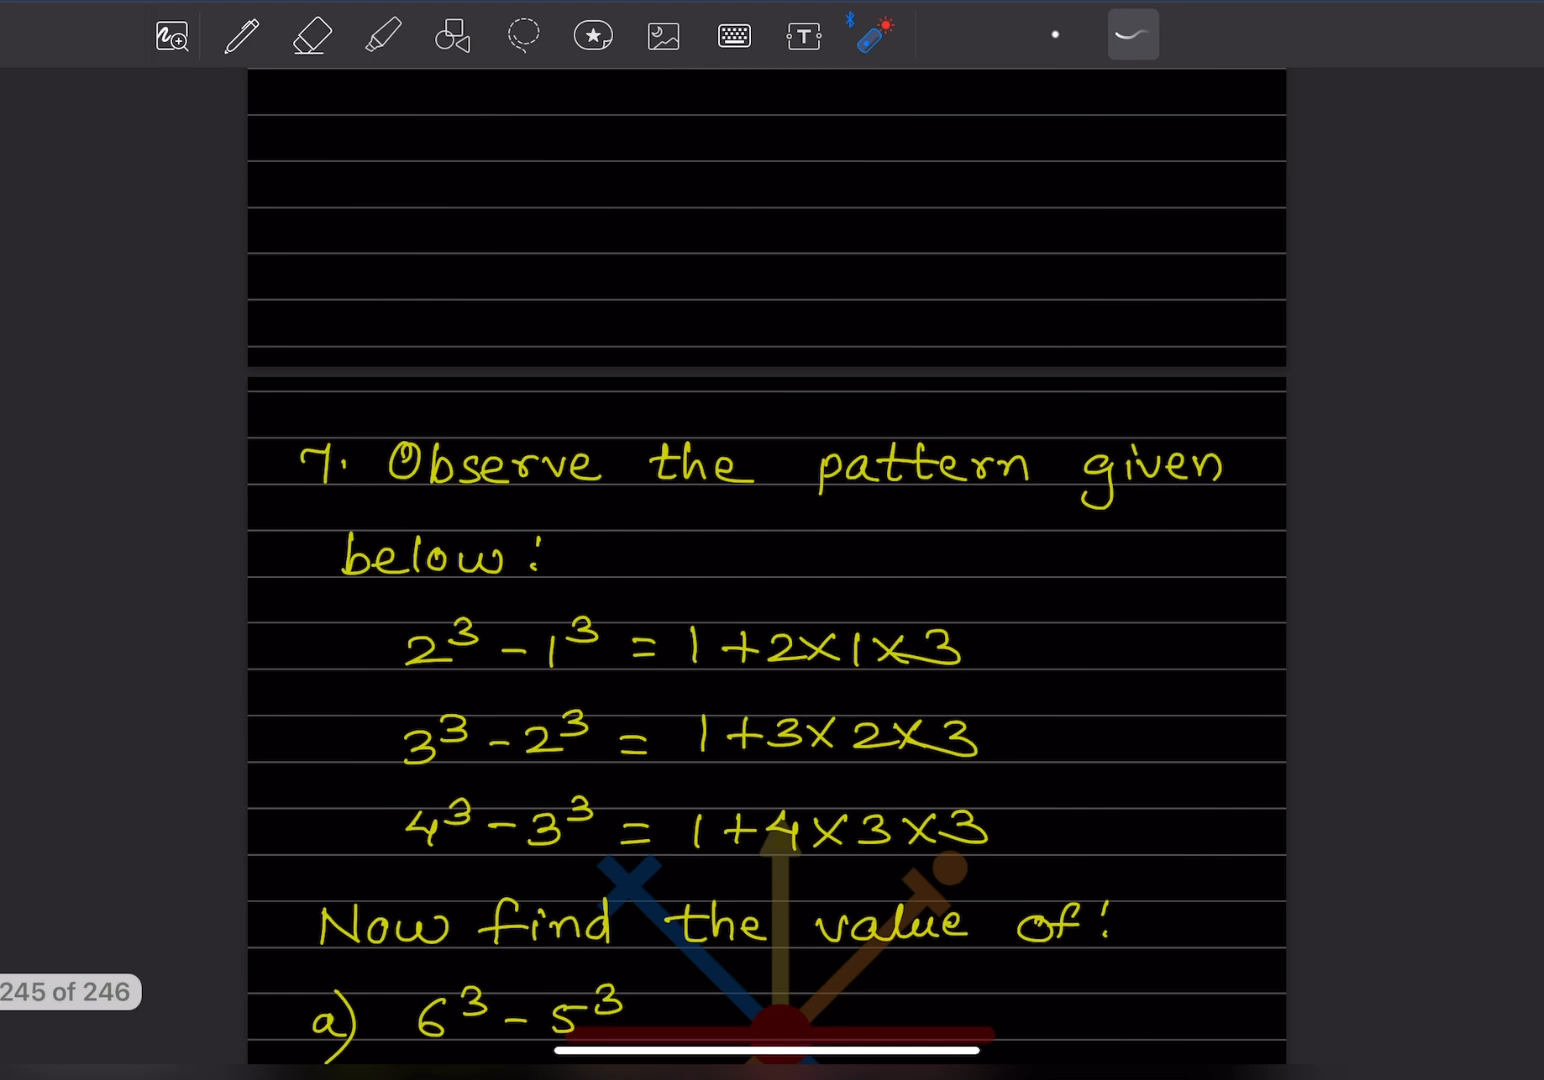 T
7. Observe the pattern given
below:
2³ - 1³ = 1 + 2 × 1 × 3
3³ - 2³ = 1 + 3 × 2 × 3
4³ - 3³ = 1 + 4 × 3 × 3
Now find the value of:
245 of 246
a) 6³ - 5³